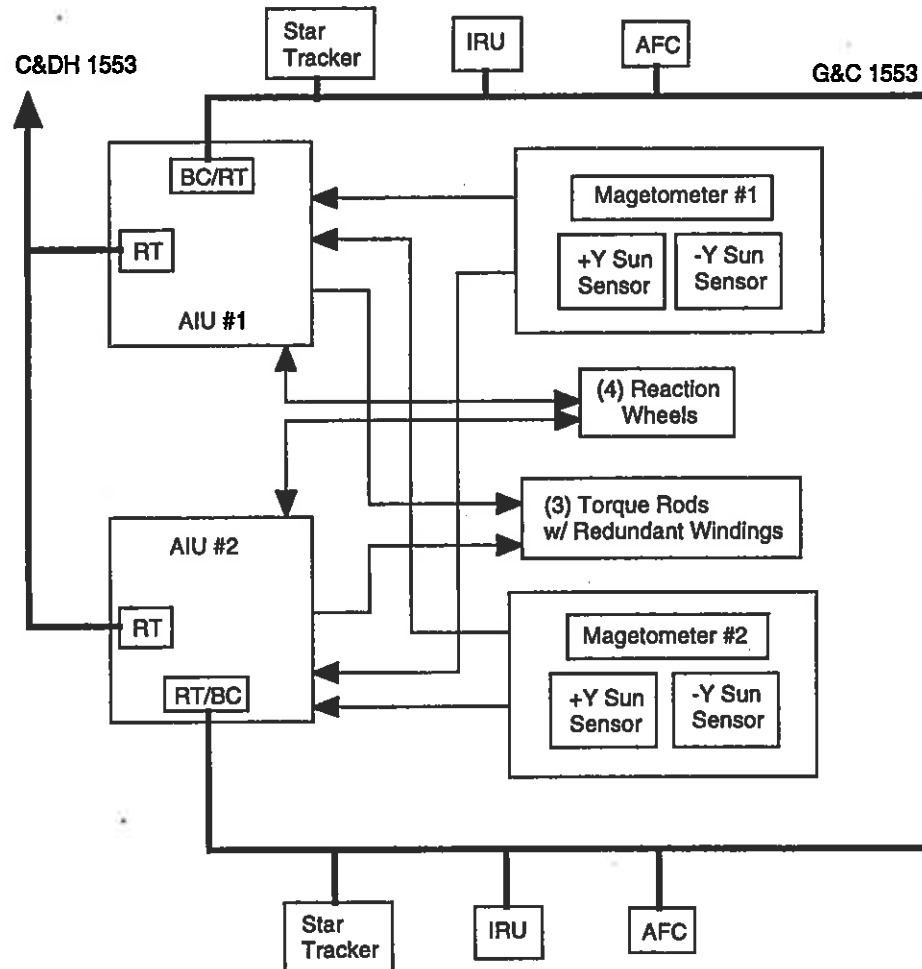 Star
Tracker
IRU
AFC
C&DH 1553
G&C 1553
BC/RT
RT
AIU #1
Magetometer #1
+Y Sun
Sensor
-Y Sun
Sensor
(4) Reaction
Wheels
(3) Torque Rods
w/ Redundant Windings
AIU #2
RT
RT/BC
Magetometer #2
+Y Sun
Sensor
-Y Sun
Sensor
Star
Tracker
IRU
AFC